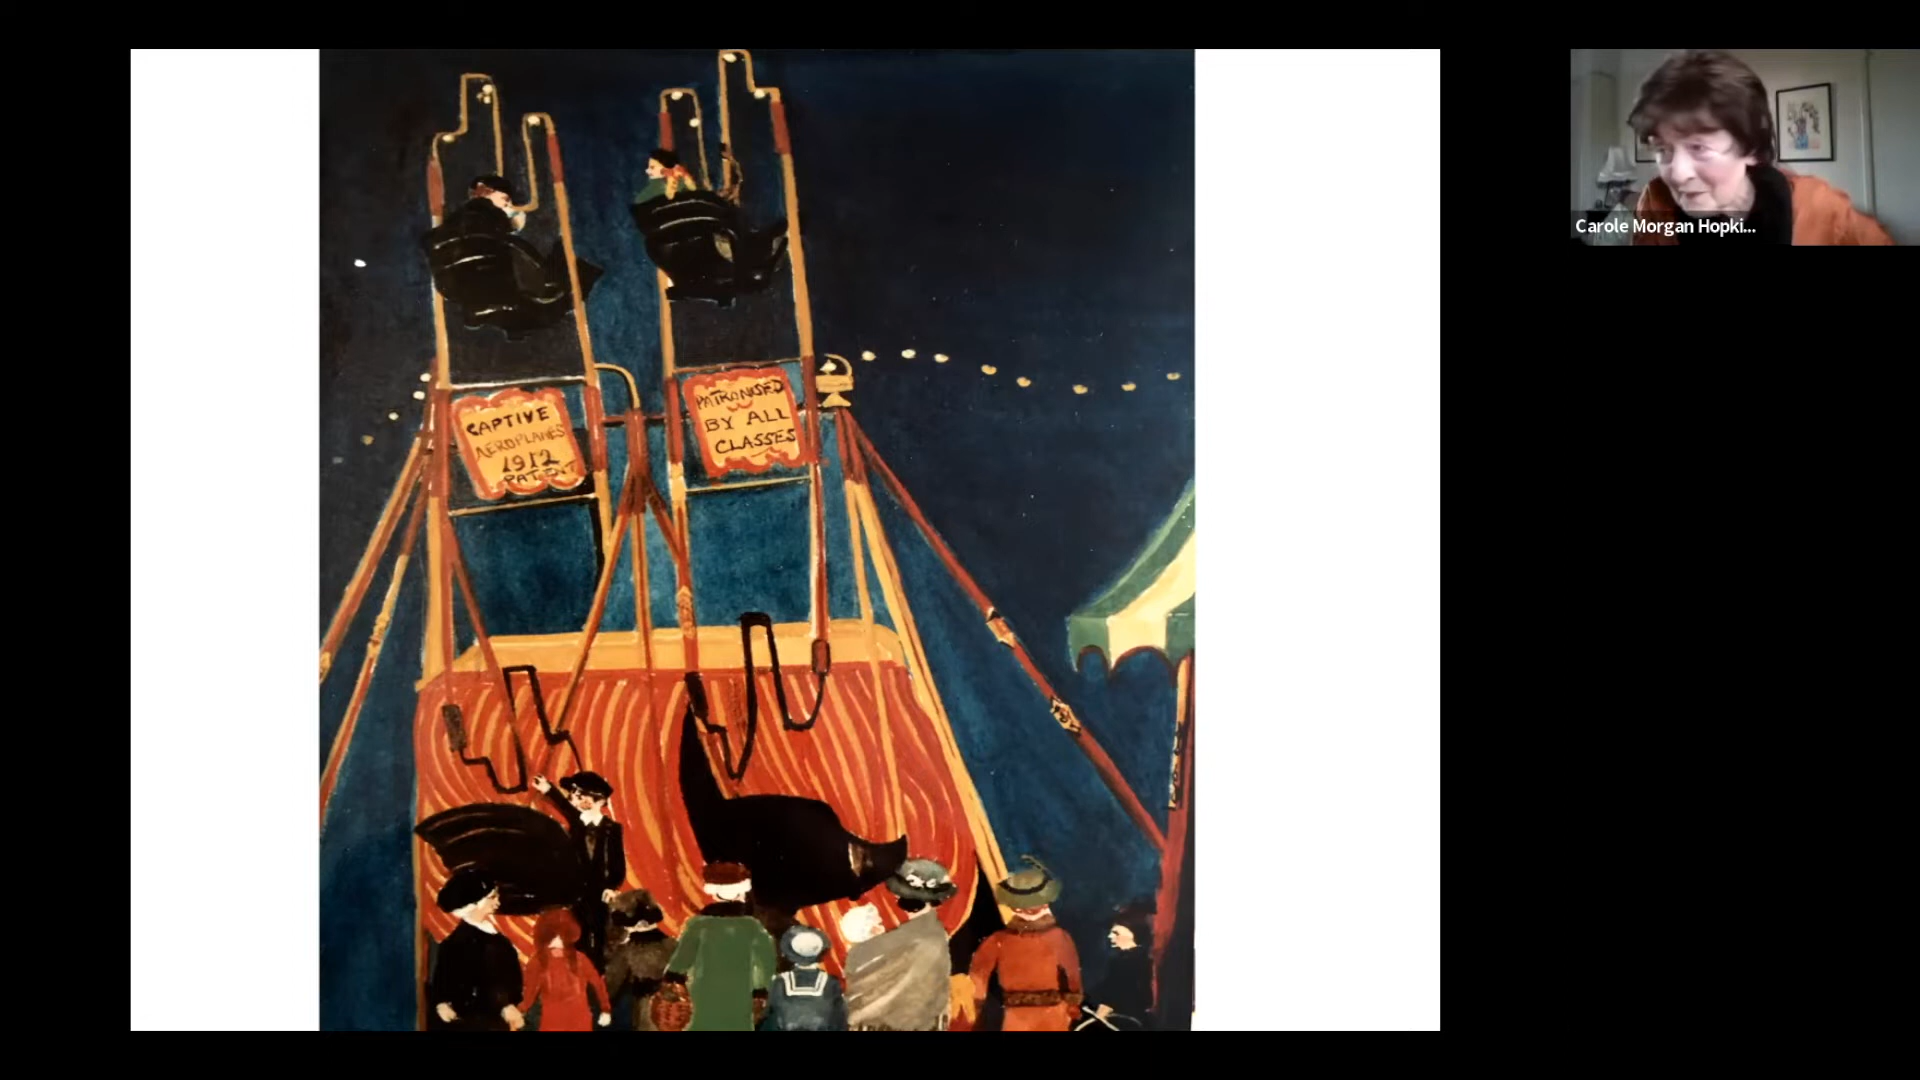 CAPTIVE
AEROPLANES
1912
PATENT
PATRONISED
BY ALL
CLASSES
Carole Morgan Hopki...